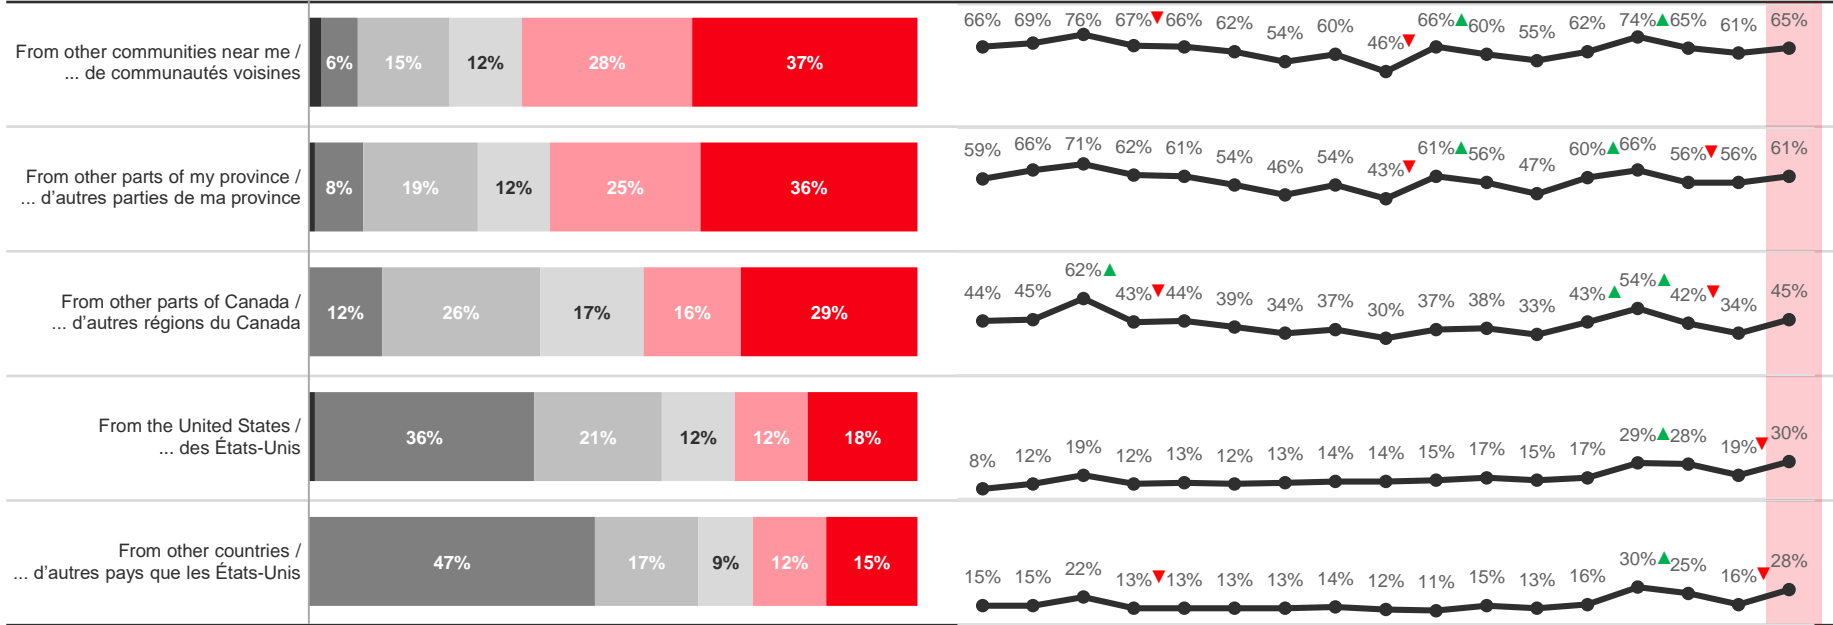 From other communities near me /
... de communautés voisines
6% 15% 12% 28% 37%
66% 69% 76% 67%▼ 66% 62% 54% 60% 46%▼ 66%▲ 60% 55% 62% 74%▲ 65% 61% 65%
From other parts of my province /
... d'autres parties de ma province
8% 19% 12% 25% 36%
59% 66% 71% 62% 61% 54% 46% 54% 43%▼ 61%▲ 56% 47% 60%▲ 66% 56%▼ 56% 61%
From other parts of Canada /
... d'autres régions du Canada
12% 26% 17% 16% 29%
44% 45% 62%▲ 43%▼ 44% 39% 34% 37% 30% 37% 38% 33% 43%▲ 54%▲ 42%▼ 34% 45%
From the United States /
... des États-Unis
36% 21% 12% 12% 18%
8% 12% 19% 12% 13% 12% 13% 14% 14% 15% 17% 15% 17% 29%▲ 28% 19%▼ 30%
From other countries /
... d'autres pays que les États-Unis
47% 17% 9% 12% 15%
15% 15% 22% 13%▼ 13% 13% 13% 14% 12% 11% 15% 13% 16% 30%▲ 25% 16%▼ 28%